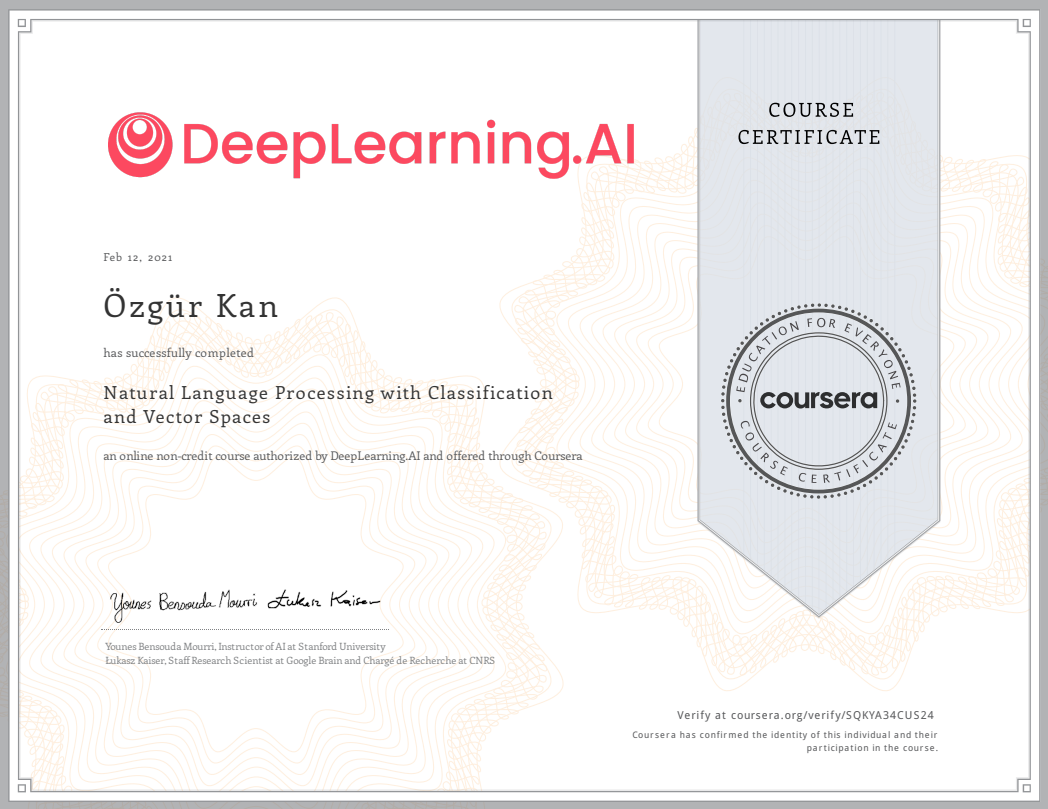 DeepLearning.AI
COURSE
CERTIFICATE
Feb 12, 2021
Özgür Kan
has successfully completed
Natural Language Processing with Classification
and Vector Spaces
an online non-credit course authorized by DeepLearning.AI and offered through Coursera
EDUCATION FOR EVERYONE
coursera
COURSE CERTIFICATE
Younes Bensouda Mourri Łukasz Kaiser
Younes Bensouda Mourri, Instructor of AI at Stanford University
Łukasz Kaiser, Staff Research Scientist at Google Brain and Chargé de Recherche at CNRS
Verify at coursera.org/verify/SQKYA34CUS24
Coursera has confirmed the identity of this individual and their
participation in the course.